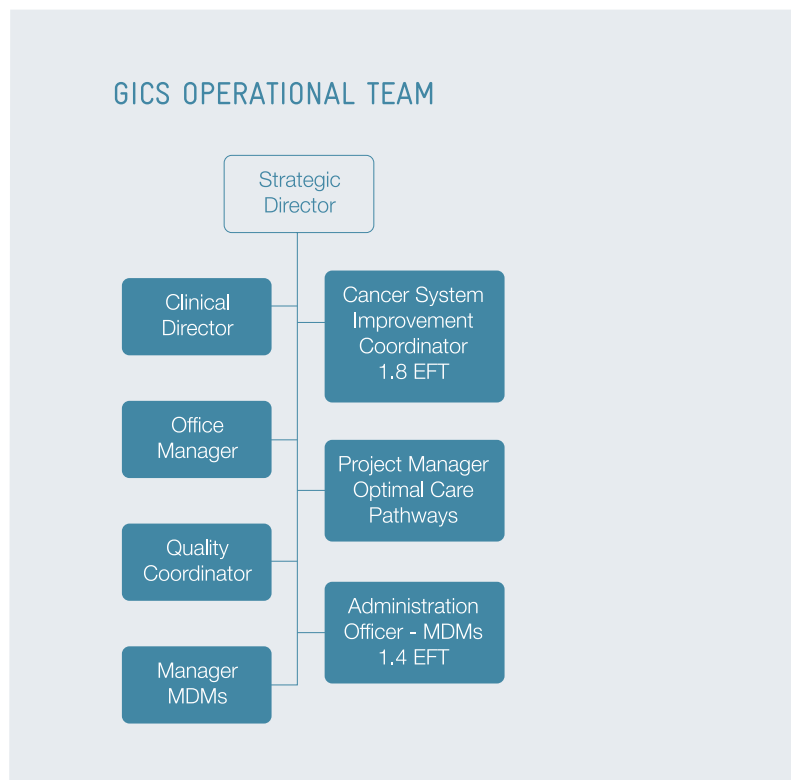 GICS OPERATIONAL TEAM
Strategic
Director
Clinical
Director
Cancer System
Improvement
Coordinator
1.8 EFT
Office
Manager
Project Manager
Optimal Care
Pathways
Quality
Coordinator
Administration
Officer - MDMs
1.4 EFT
Manager
MDMs